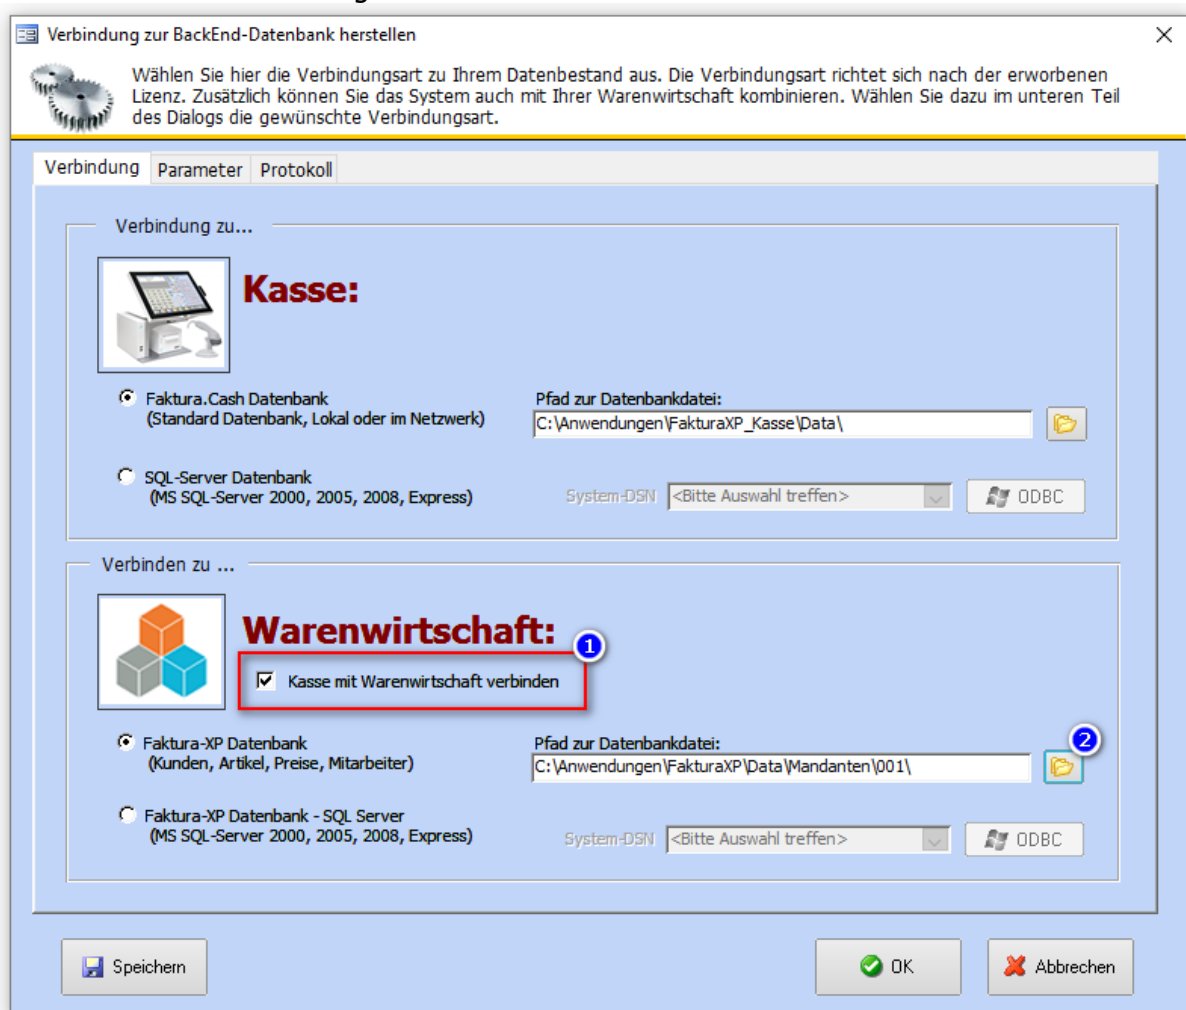 Verbindung zur BackEnd-Datenbank herstellen
Wählen Sie hier die Verbindungsart zu Ihrem Datenbestand aus. Die Verbindungsart richtet sich nach der erworbenen
Lizenz. Zusätzlich können Sie das System auch mit Ihrer Warenwirtschaft kombinieren. Wählen Sie dazu im unteren Teil
des Dialogs die gewünschte Verbindungsart.
Verbindung Parameter Protokoll
Verbindung zu...
Kasse:
Faktura.Cash Datenbank
(Standard Datenbank, Lokal oder im Netzwerk)
Pfad zur Datenbankdatei:
C:\Anwendungen\FakturaXP_Kasse\Data\
SQL-Server Datenbank
(MS SQL-Server 2000, 2005, 2008, Express)
System-DSN <Bitte Auswahl treffen> ODBC
Verbinden zu ...
Warenwirtschaft:
1
Kasse mit Warenwirtschaft verbinden
Faktura-XP Datenbank
(Kunden, Artikel, Preise, Mitarbeiter)
Pfad zur Datenbankdatei:
2
C:\Anwendungen\FakturaXP\Data\Mandanten\001\
Faktura-XP Datenbank - SQL Server
(MS SQL-Server 2000, 2005, 2008, Express)
System-DSN <Bitte Auswahl treffen> ODBC
Speichern OK Abbrechen